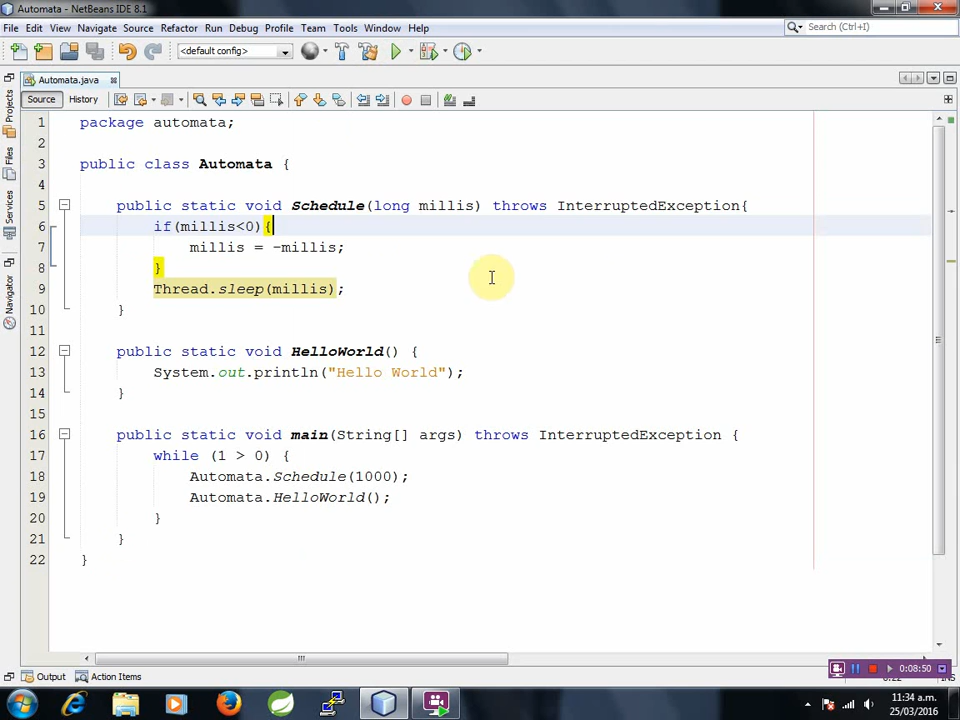 Automata - NetBeans IDE 8.1
File Edit View Navigate Source Refactor Run Debug Profile Team Tools Window Help
Search (Ctrl+I)
<default config>
Automata.java
Source History
Projects
Files
Services
Navigator
1 package automata;
2
3 public class Automata {
4
5 public static void Schedule(long millis) throws InterruptedException{
6 if(millis<0){
7 millis = -millis;
8 }
9 Thread.sleep(millis);
10 }
11
12 public static void HelloWorld() {
13 System.out.println("Hello World");
14 }
15
16 public static void main(String[] args) throws InterruptedException {
17 while (1 > 0) {
18 Automata.Schedule(1000);
19 Automata.HelloWorld();
20 }
21 }
22 }
0:08:50
Output Action Items
INS
11:34 a.m.
25/03/2016